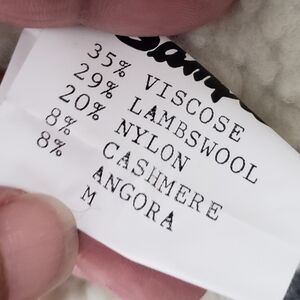 35% VISCOSE
29% LAMBSWOOL
20% NYLON
8% CASHMERE
8% ANGORA
M